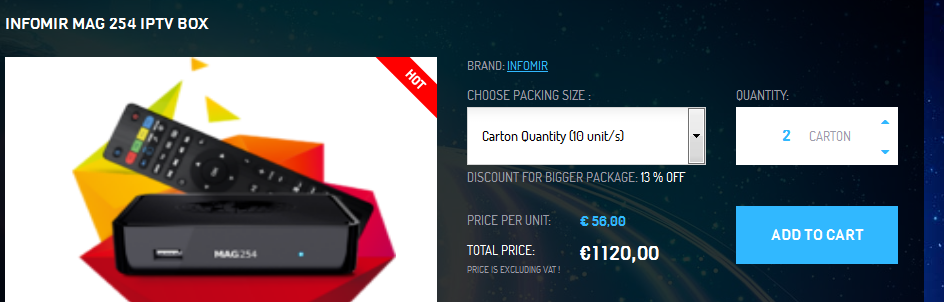 INFOMIR MAG 254 IPTV BOX
HOT
BRAND: INFOMIR
CHOOSE PACKING SIZE :
QUANTITY:
Carton Quantity (10 unit/s)
2 CARTON
DISCOUNT FOR BIGGER PACKAGE: 13 % OFF
PRICE PER UNIT: € 56,00
ADD TO CART
TOTAL PRICE: €1120,00
PRICE IS EXCLUDING VAT !
MAG254